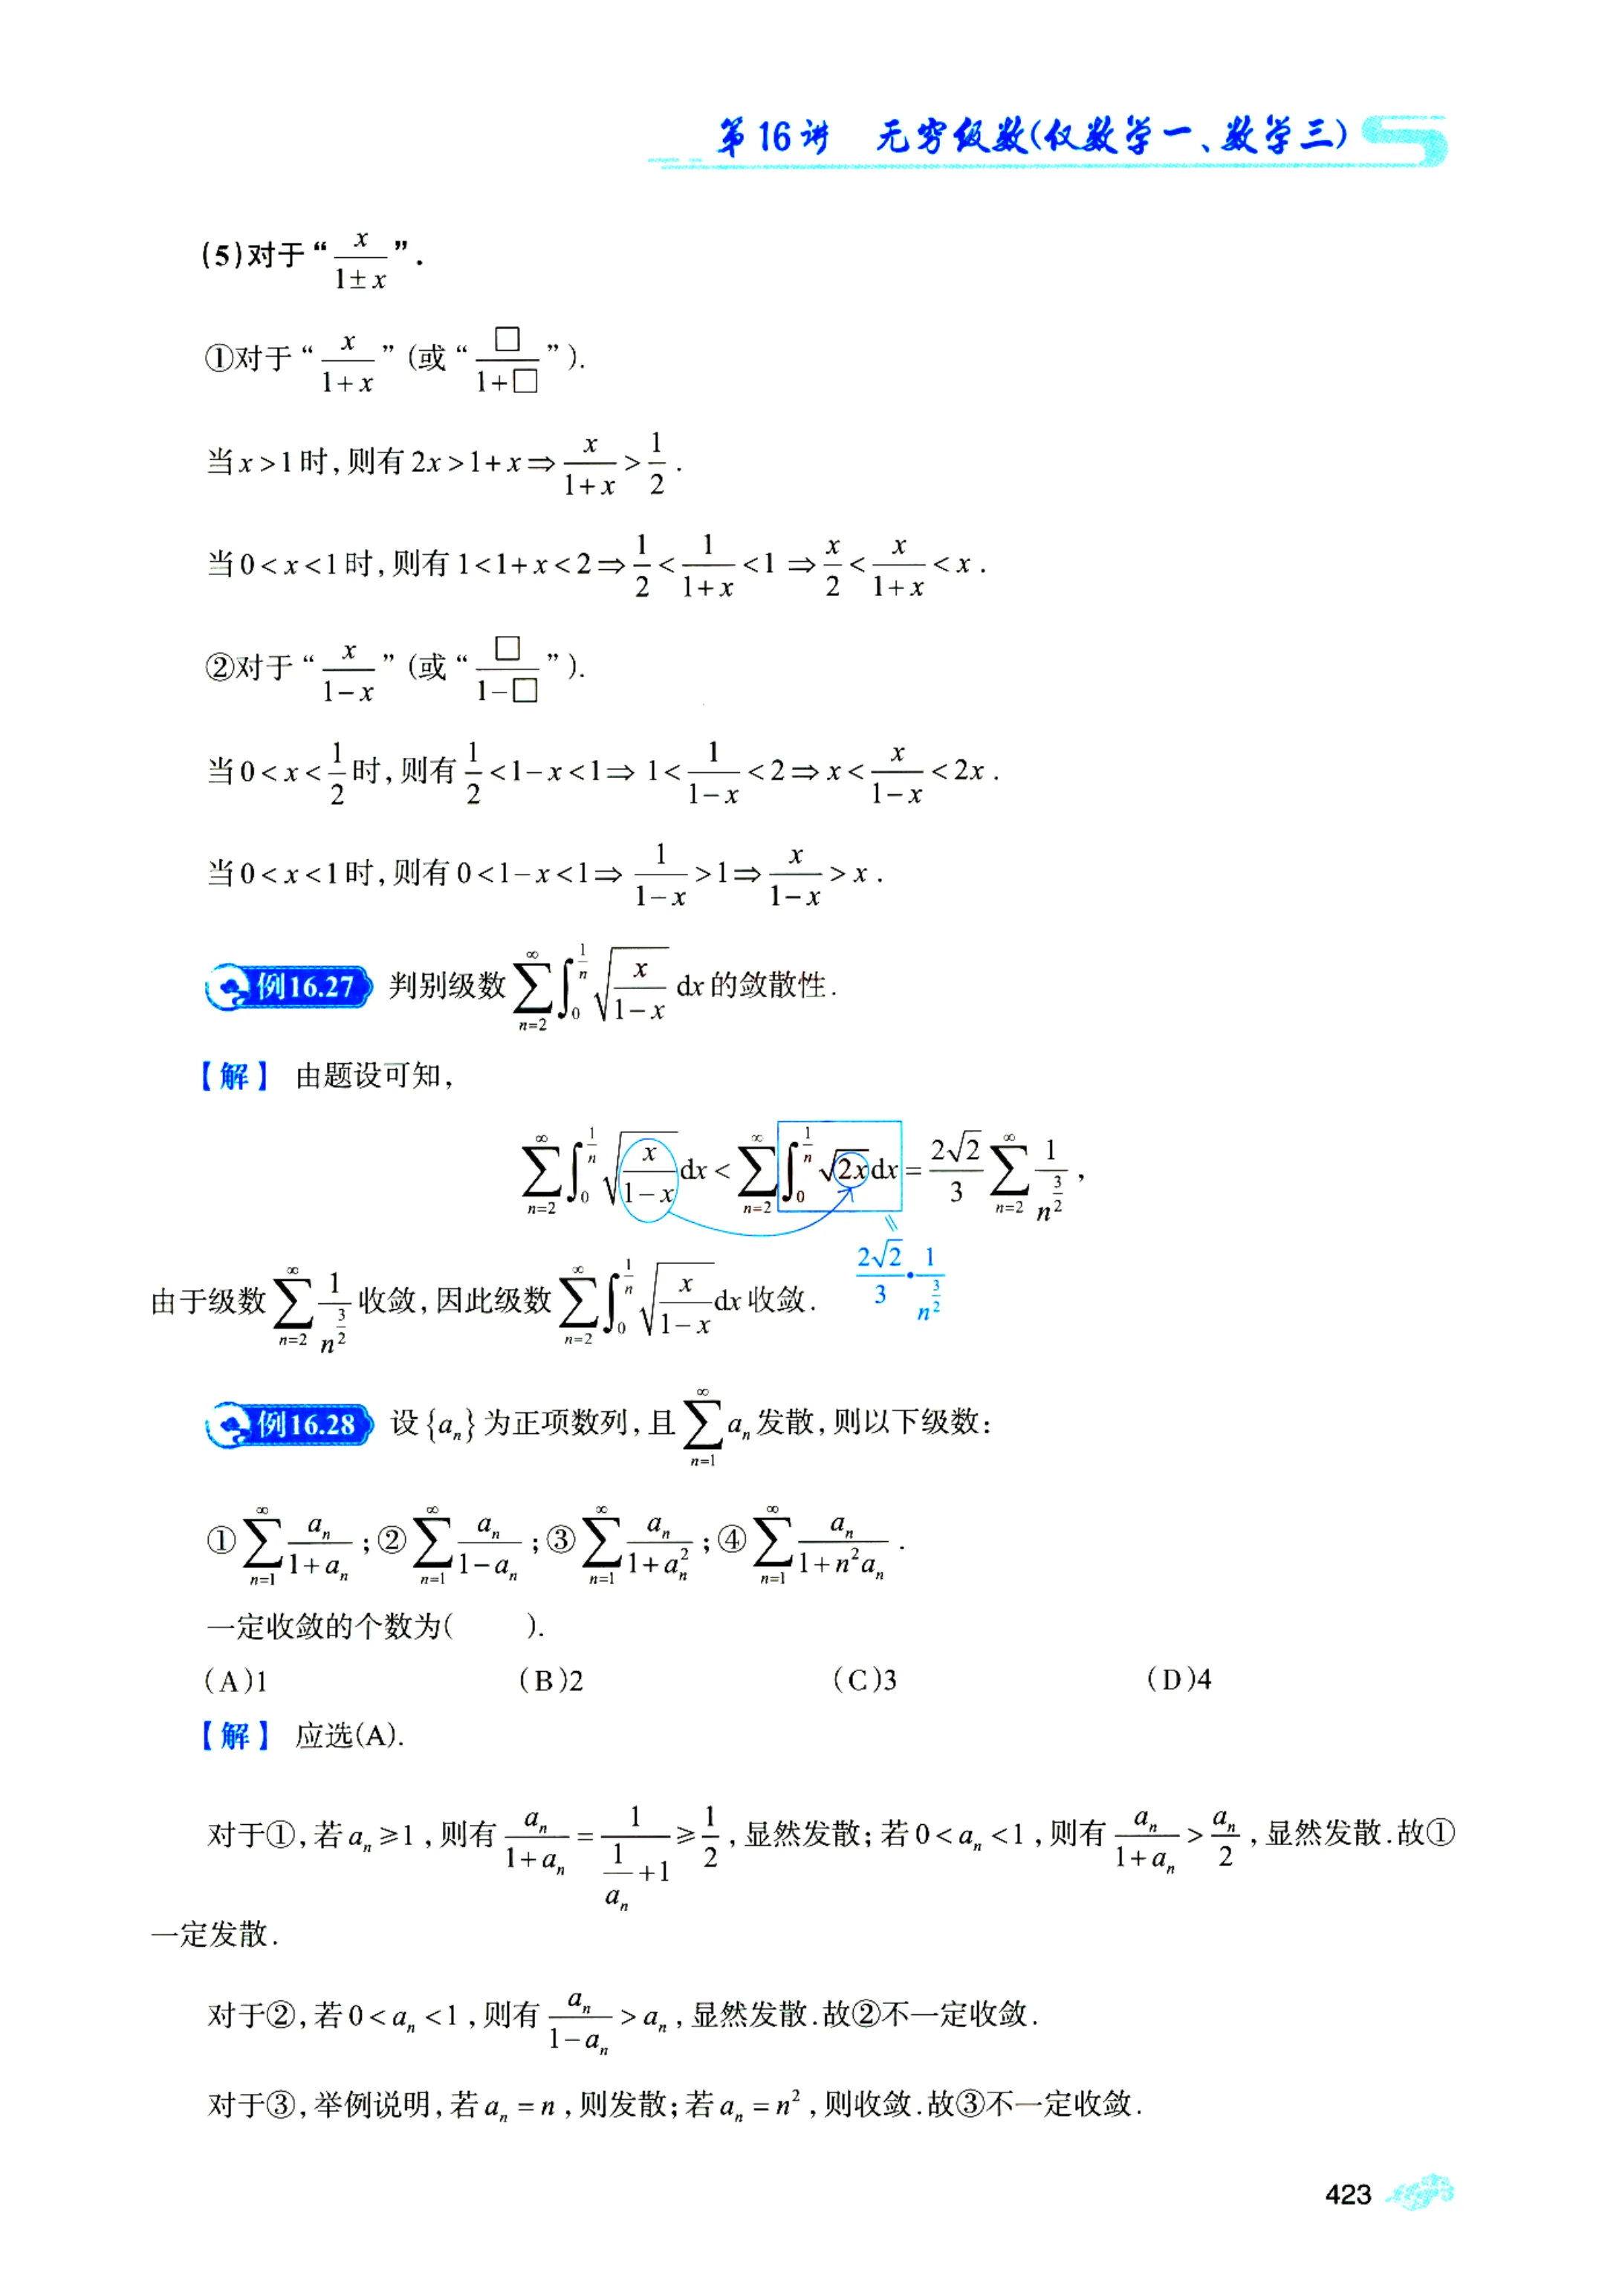 第16讲 无穷级数(仅数学一、数学三)
(5)对于“$\frac{x}{1\pm x}$”.
①对于“$\frac{x}{1+x}$”(或“$\frac{□}{1+□}$”).
当$x>1$时,则有$2x>1+x\Rightarrow\frac{x}{1+x}>\frac{1}{2}$.
当$0<x<1$时,则有$1<1+x<2\Rightarrow\frac{1}{2}<\frac{1}{1+x}<1\Rightarrow\frac{x}{2}<\frac{x}{1+x}<x$.
②对于“$\frac{x}{1-x}$”(或“$\frac{□}{1-□}$”).
当$0<x<\frac{1}{2}$时,则有$\frac{1}{2}<1-x<1\Rightarrow 1<\frac{1}{1-x}<2\Rightarrow x<\frac{x}{1-x}<2x$.
当$0<x<1$时,则有$0<1-x<1\Rightarrow\frac{1}{1-x}>1\Rightarrow\frac{x}{1-x}>x$.
例16.27 判别级数$\sum_{n=2}^{\infty}\int_{0}^{\frac{1}{n}}\sqrt{\frac{x}{1-x}}\mathrm{d}x$的敛散性.
【解】 由题设可知,
$\sum_{n=2}^{\infty}\int_{0}^{\frac{1}{n}}\sqrt{\frac{x}{1-x}}\mathrm{d}x<\sum_{n=2}^{\infty}\int_{0}^{\frac{1}{n}}\sqrt{2x}\mathrm{d}x=\frac{2\sqrt{2}}{3}\sum_{n=2}^{\infty}\frac{1}{n^{\frac{3}{2}}}$,
$\frac{2\sqrt{2}}{3}\cdot\frac{1}{n^{\frac{3}{2}}}$
由于级数$\sum_{n=2}^{\infty}\frac{1}{n^{\frac{3}{2}}}$收敛,因此级数$\sum_{n=2}^{\infty}\int_{0}^{\frac{1}{n}}\sqrt{\frac{x}{1-x}}\mathrm{d}x$收敛.
例16.28 设$\{a_n\}$为正项数列,且$\sum_{n=1}^{\infty}a_n$发散,则以下级数:
①$\sum_{n=1}^{\infty}\frac{a_n}{1+a_n}$;②$\sum_{n=1}^{\infty}\frac{a_n}{1-a_n}$;③$\sum_{n=1}^{\infty}\frac{a_n}{1+a_n^2}$;④$\sum_{n=1}^{\infty}\frac{a_n}{1+n^2a_n}$.
一定收敛的个数为( ).
(A)1 (B)2 (C)3 (D)4
【解】 应选(A).
对于①,若$a_n\geqslant1$,则有$\frac{a_n}{1+a_n}=\frac{1}{\frac{1}{a_n}+1}\geqslant\frac{1}{2}$,显然发散;若$0<a_n<1$,则有$\frac{a_n}{1+a_n}>\frac{a_n}{2}$,显然发散.故①
一定发散.
对于②,若$0<a_n<1$,则有$\frac{a_n}{1-a_n}>a_n$,显然发散.故②不一定收敛.
对于③,举例说明,若$a_n=n$,则发散;若$a_n=n^2$,则收敛.故③不一定收敛.
423